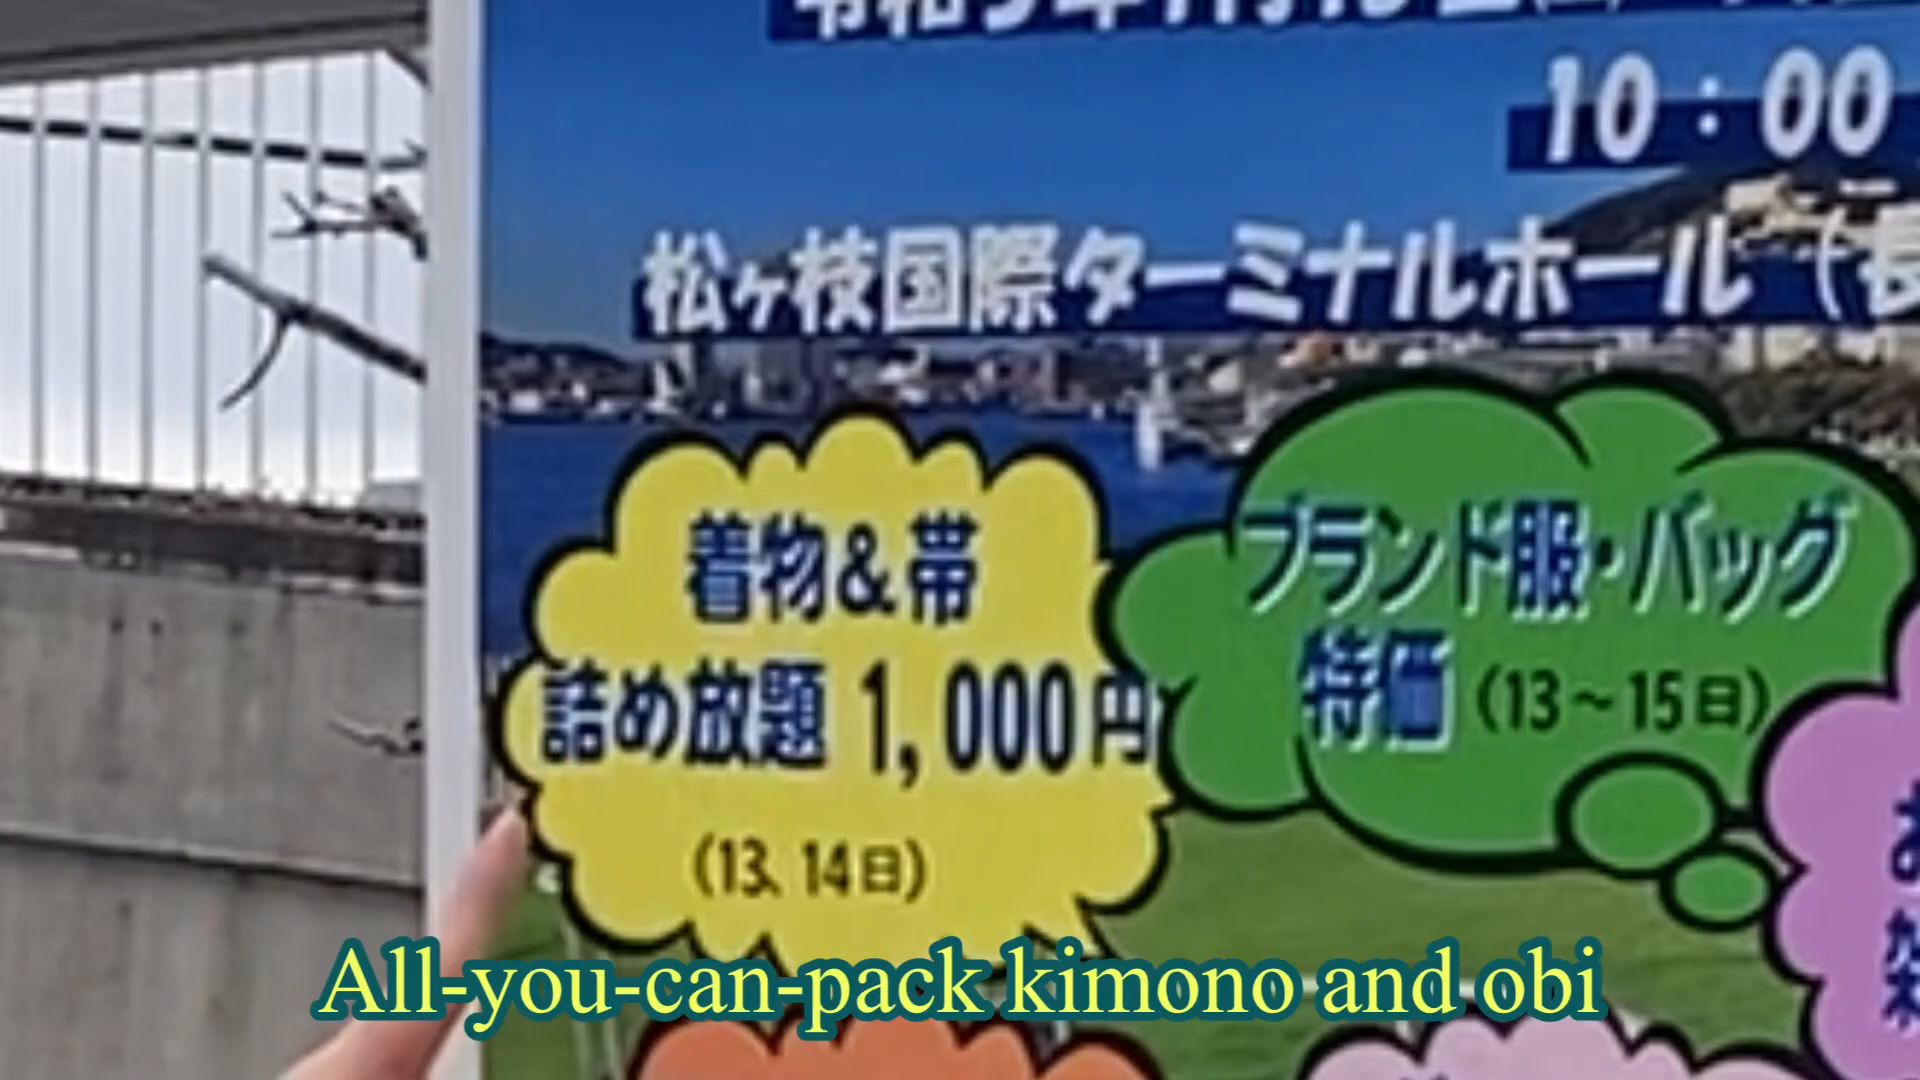 10:00
松ヶ枝国際ターミナルホール（長
着物&帯
詰め放題 1,000円
(13、14日)
ブランド服・バッグ
特価 (13～15日)
お
All-you-can-pack kimono and obi